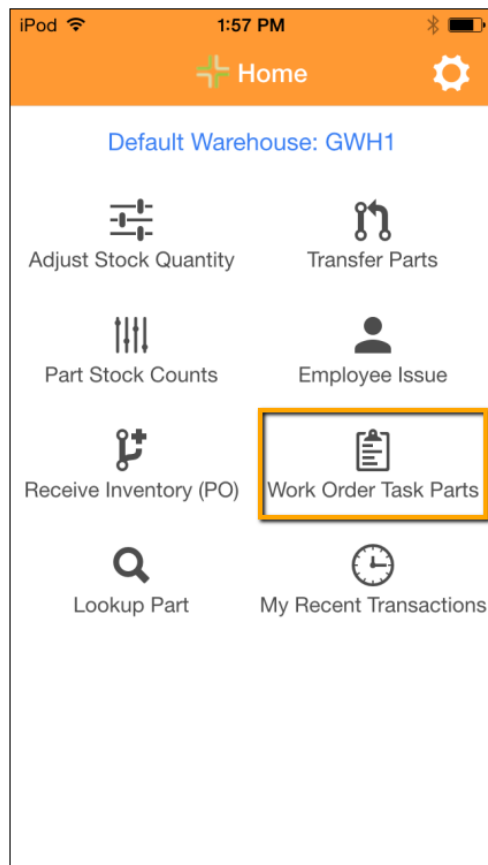 iPod 1:57 PM
Home
Default Warehouse: GWH1
Adjust Stock Quantity Transfer Parts
Part Stock Counts Employee Issue
Receive Inventory (PO) Work Order Task Parts
Lookup Part My Recent Transactions